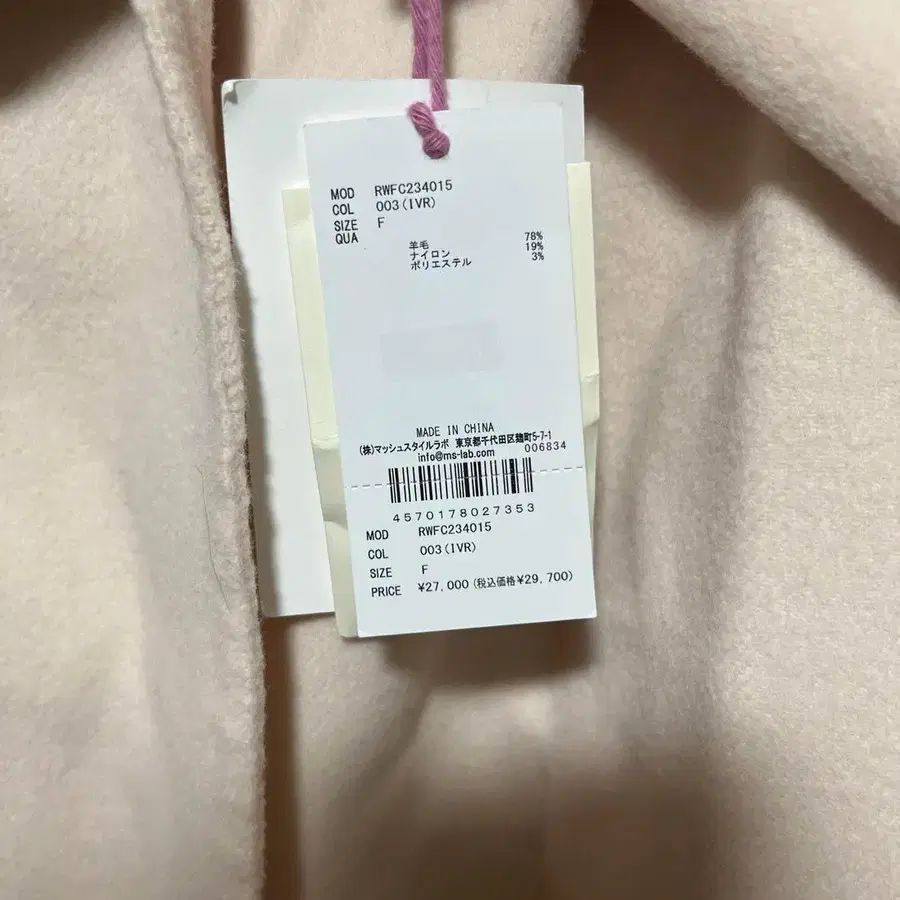 MOD RWFC234015
COL 003(IVR)
SIZE F
QUA
羊毛 78%
ナイロン 19%
ポリエステル 3%
MADE IN CHINA
(株)マッシュスタイルラボ 東京都千代田区麹町5-7-1
info@ms-lab.com 006834
4570178027353
MOD RWFC234015
COL 003(IVR)
SIZE F
PRICE ¥27,000(税込価格¥29,700)